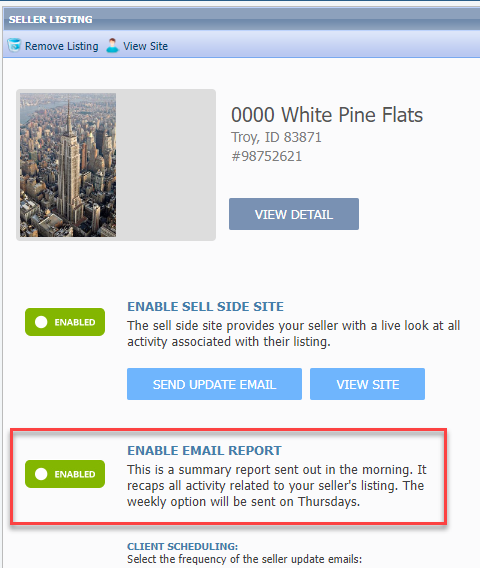 SELLER LISTING
Remove Listing View Site
0000 White Pine Flats
Troy, ID 83871
#98752621
VIEW DETAIL
ENABLED
ENABLE SELL SIDE SITE
The sell side site provides your seller with a live look at all
activity associated with their listing.
SEND UPDATE EMAIL VIEW SITE
ENABLED
ENABLE EMAIL REPORT
This is a summary report sent out in the morning. It
recaps all activity related to your seller's listing. The
weekly option will be sent on Thursdays.
CLIENT SCHEDULING:
Select the frequency of the seller update emails: